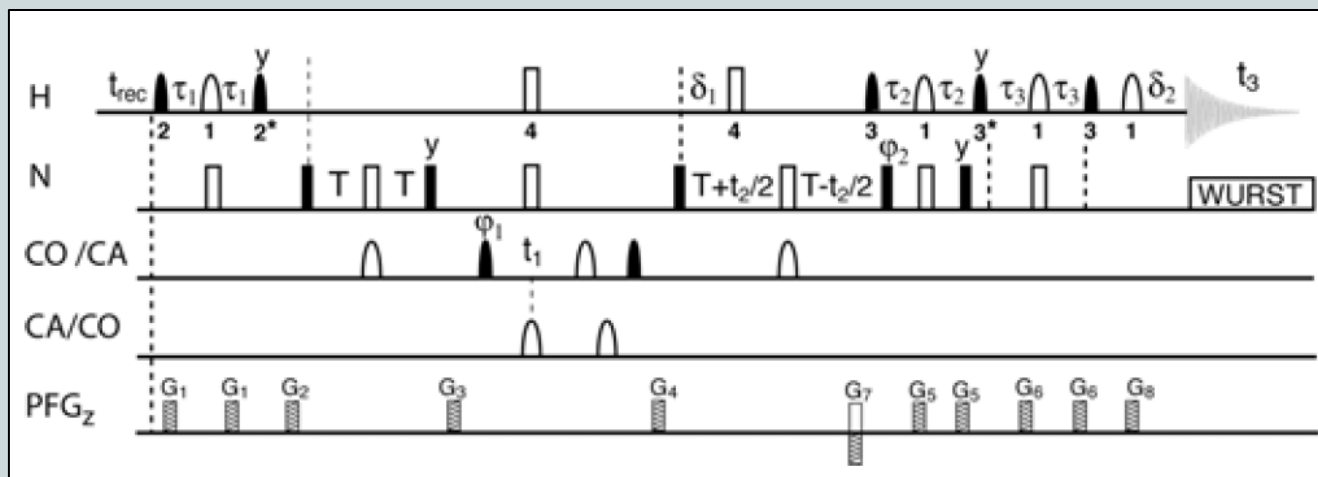 y y
H t_rec τ₁ τ₁ δ₁ τ₂ τ₂ τ₃ τ₃ δ₂ t₃
2 1 2* 4 4 3 1 3* 1 3 1
y φ₂ y
N T T T+t₂/2 T-t₂/2 WURST
φ₁
CO /CA t₁
CA/CO
G₁ G₁ G₂ G₃ G₄ G₇ G₅ G₅ G₆ G₆ G₈
PFG_z